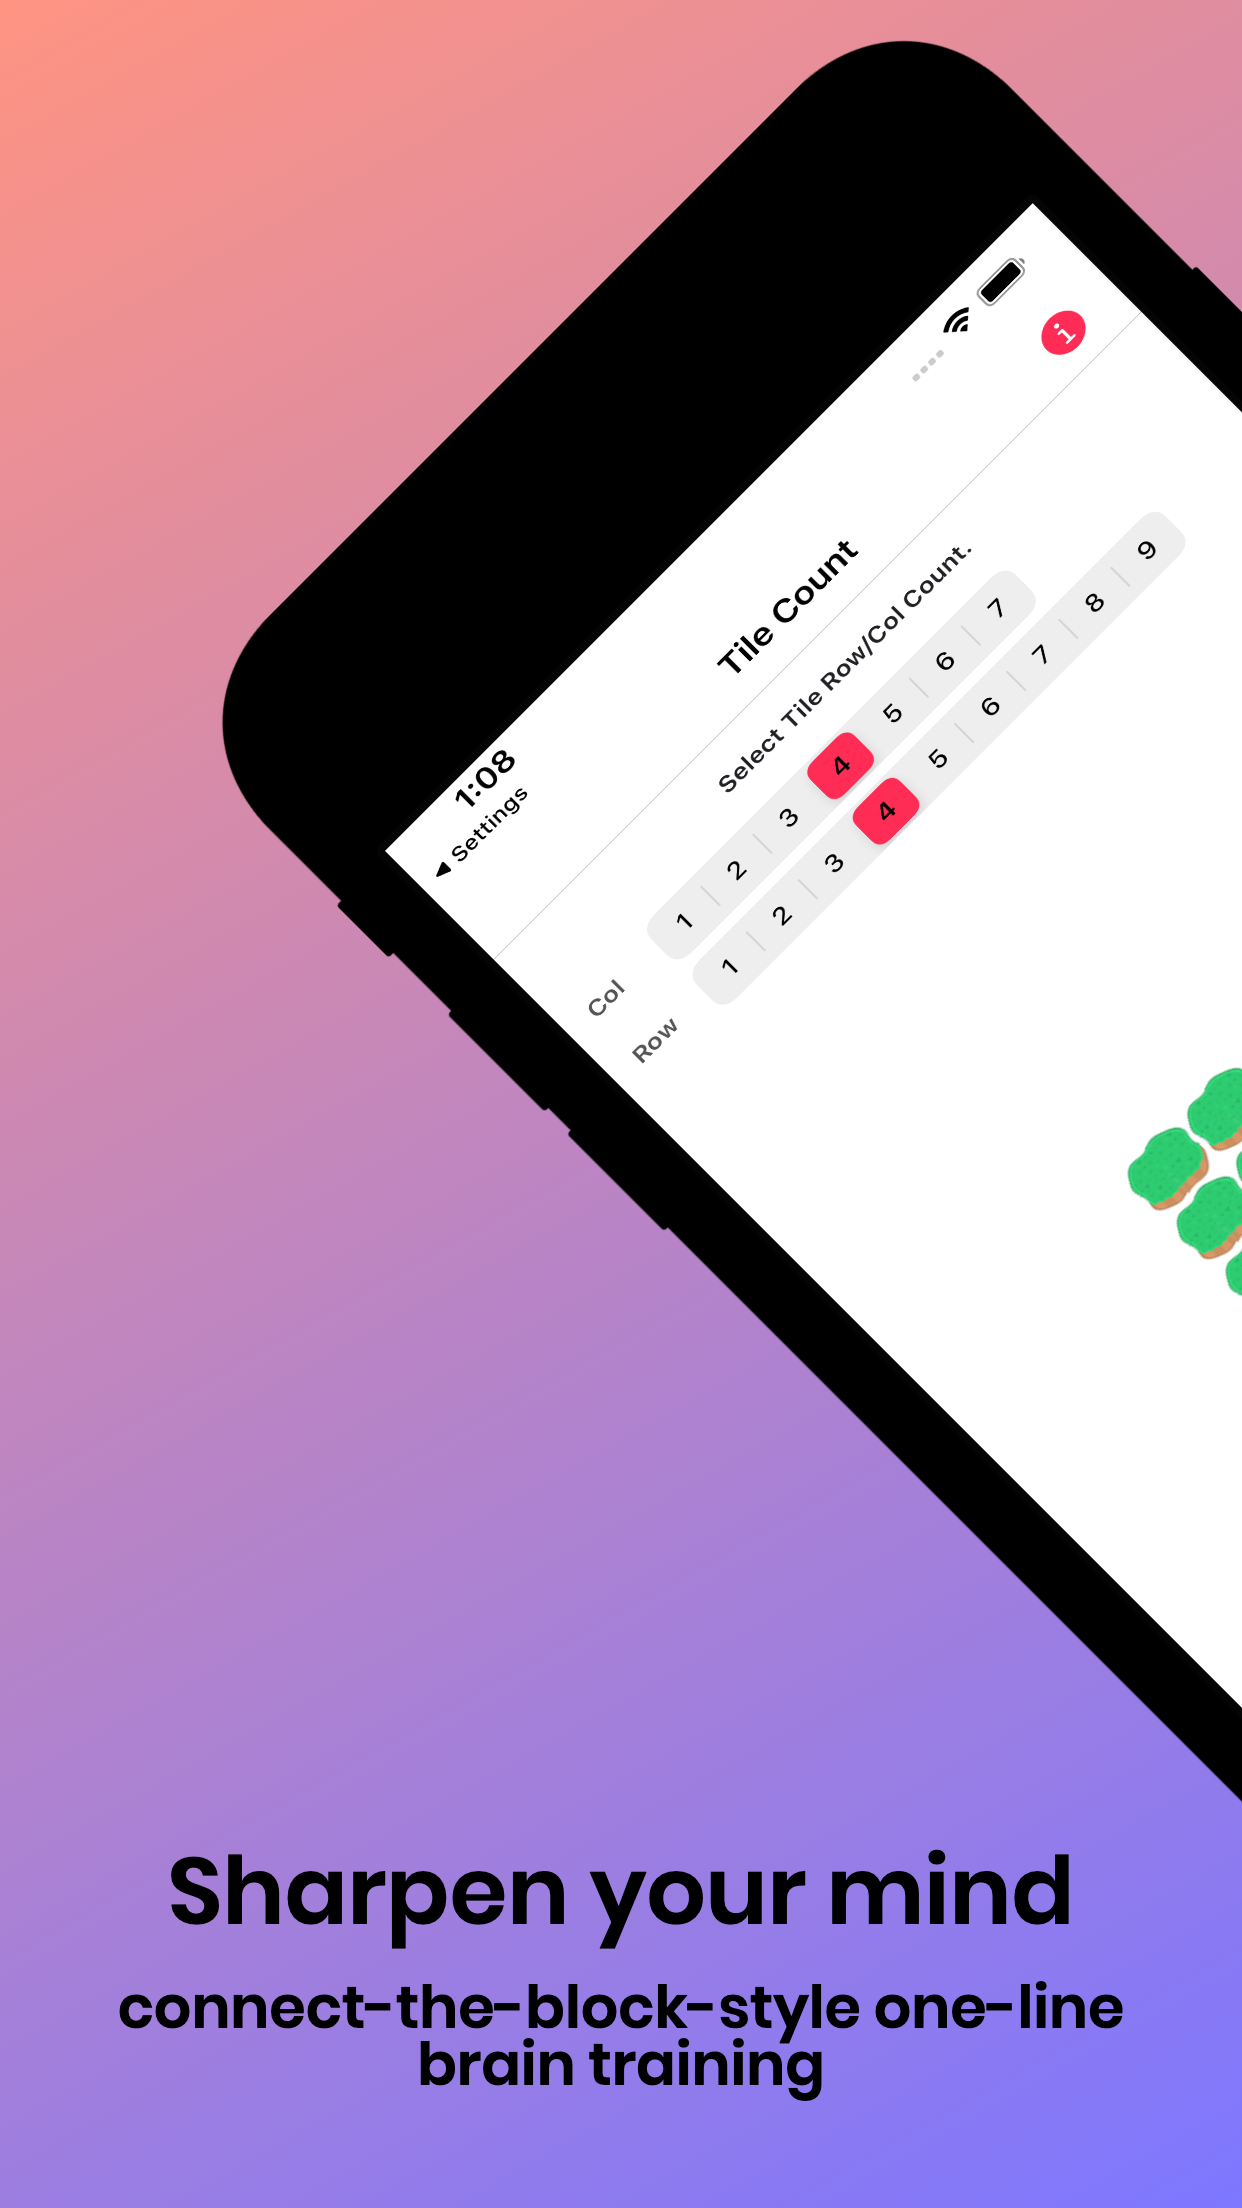 1:08
◀ Settings
Tile Count
Select Tile Row/Col Count.
Col 1 2 3 4 5 6 7
Row 1 2 3 4 5 6 7 8 9
Sharpen your mind
connect-the-block-style one-line
brain training